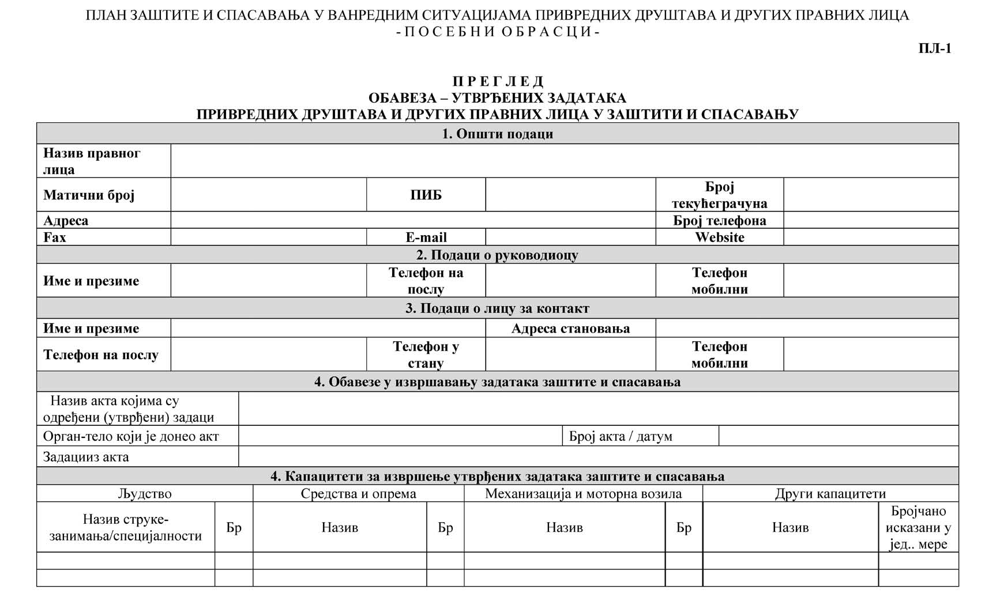 ПЛАН ЗАШТИТЕ И СПАСАВАЊА У ВАНРЕДНИМ СИТУАЦИЈАМА ПРИВРЕДНИХ ДРУШТАВА И ДРУГИХ ПРАВНИХ ЛИЦА
- П О С Е Б Н И  О Б Р А С Ц И -
ПЛ-1
П Р Е Г Л Е Д
ОБАВЕЗА – УТВРЂЕНИХ ЗАДАТАКА
ПРИВРЕДНИХ ДРУШТАВА И ДРУГИХ ПРАВНИХ ЛИЦА У ЗАШТИТИ И СПАСАВАЊУ
1. Општи подаци
Назив правног
лица
Матични број
ПИБ
Број
текућеграчуна
Адреса
Број телефона
Fax
E-mail
Website
2. Подаци о руководиоцу
Име и презиме
Телефон на
послу
Телефон
мобилни
3. Подаци о лицу за контакт
Име и презиме
Адреса становања
Телефон на послу
Телефон у
стану
Телефон
мобилни
4. Обавезе у извршавању задатака заштите и спасавања
Назив акта којима су
одређени (утврђени) задаци
Орган-тело који је донео акт
Број акта / датум
Задацииз акта
4. Капацитети за извршење утврђених задатака заштите и спасавања
Људство
Средства и опрема
Механизација и моторна возила
Други капацитети
Назив струке-
занимања/специјалности
Бр
Назив
Бр
Назив
Бр
Назив
Бројчано
исказани у
јед.. мере